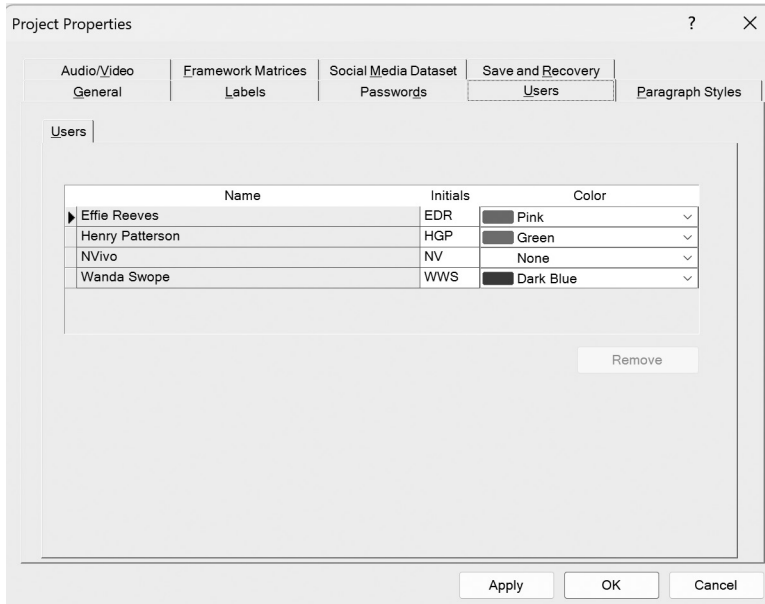 Project Properties ?
Audio/Video Framework Matrices Social Media Dataset Save and Recovery
General Labels Passwords Users Paragraph Styles
Users
Name Initials Color
Effie Reeves EDR Pink
Henry Patterson HGP Green
NVivo NV None
Wanda Swope WWS Dark Blue
Remove
Apply OK Cancel